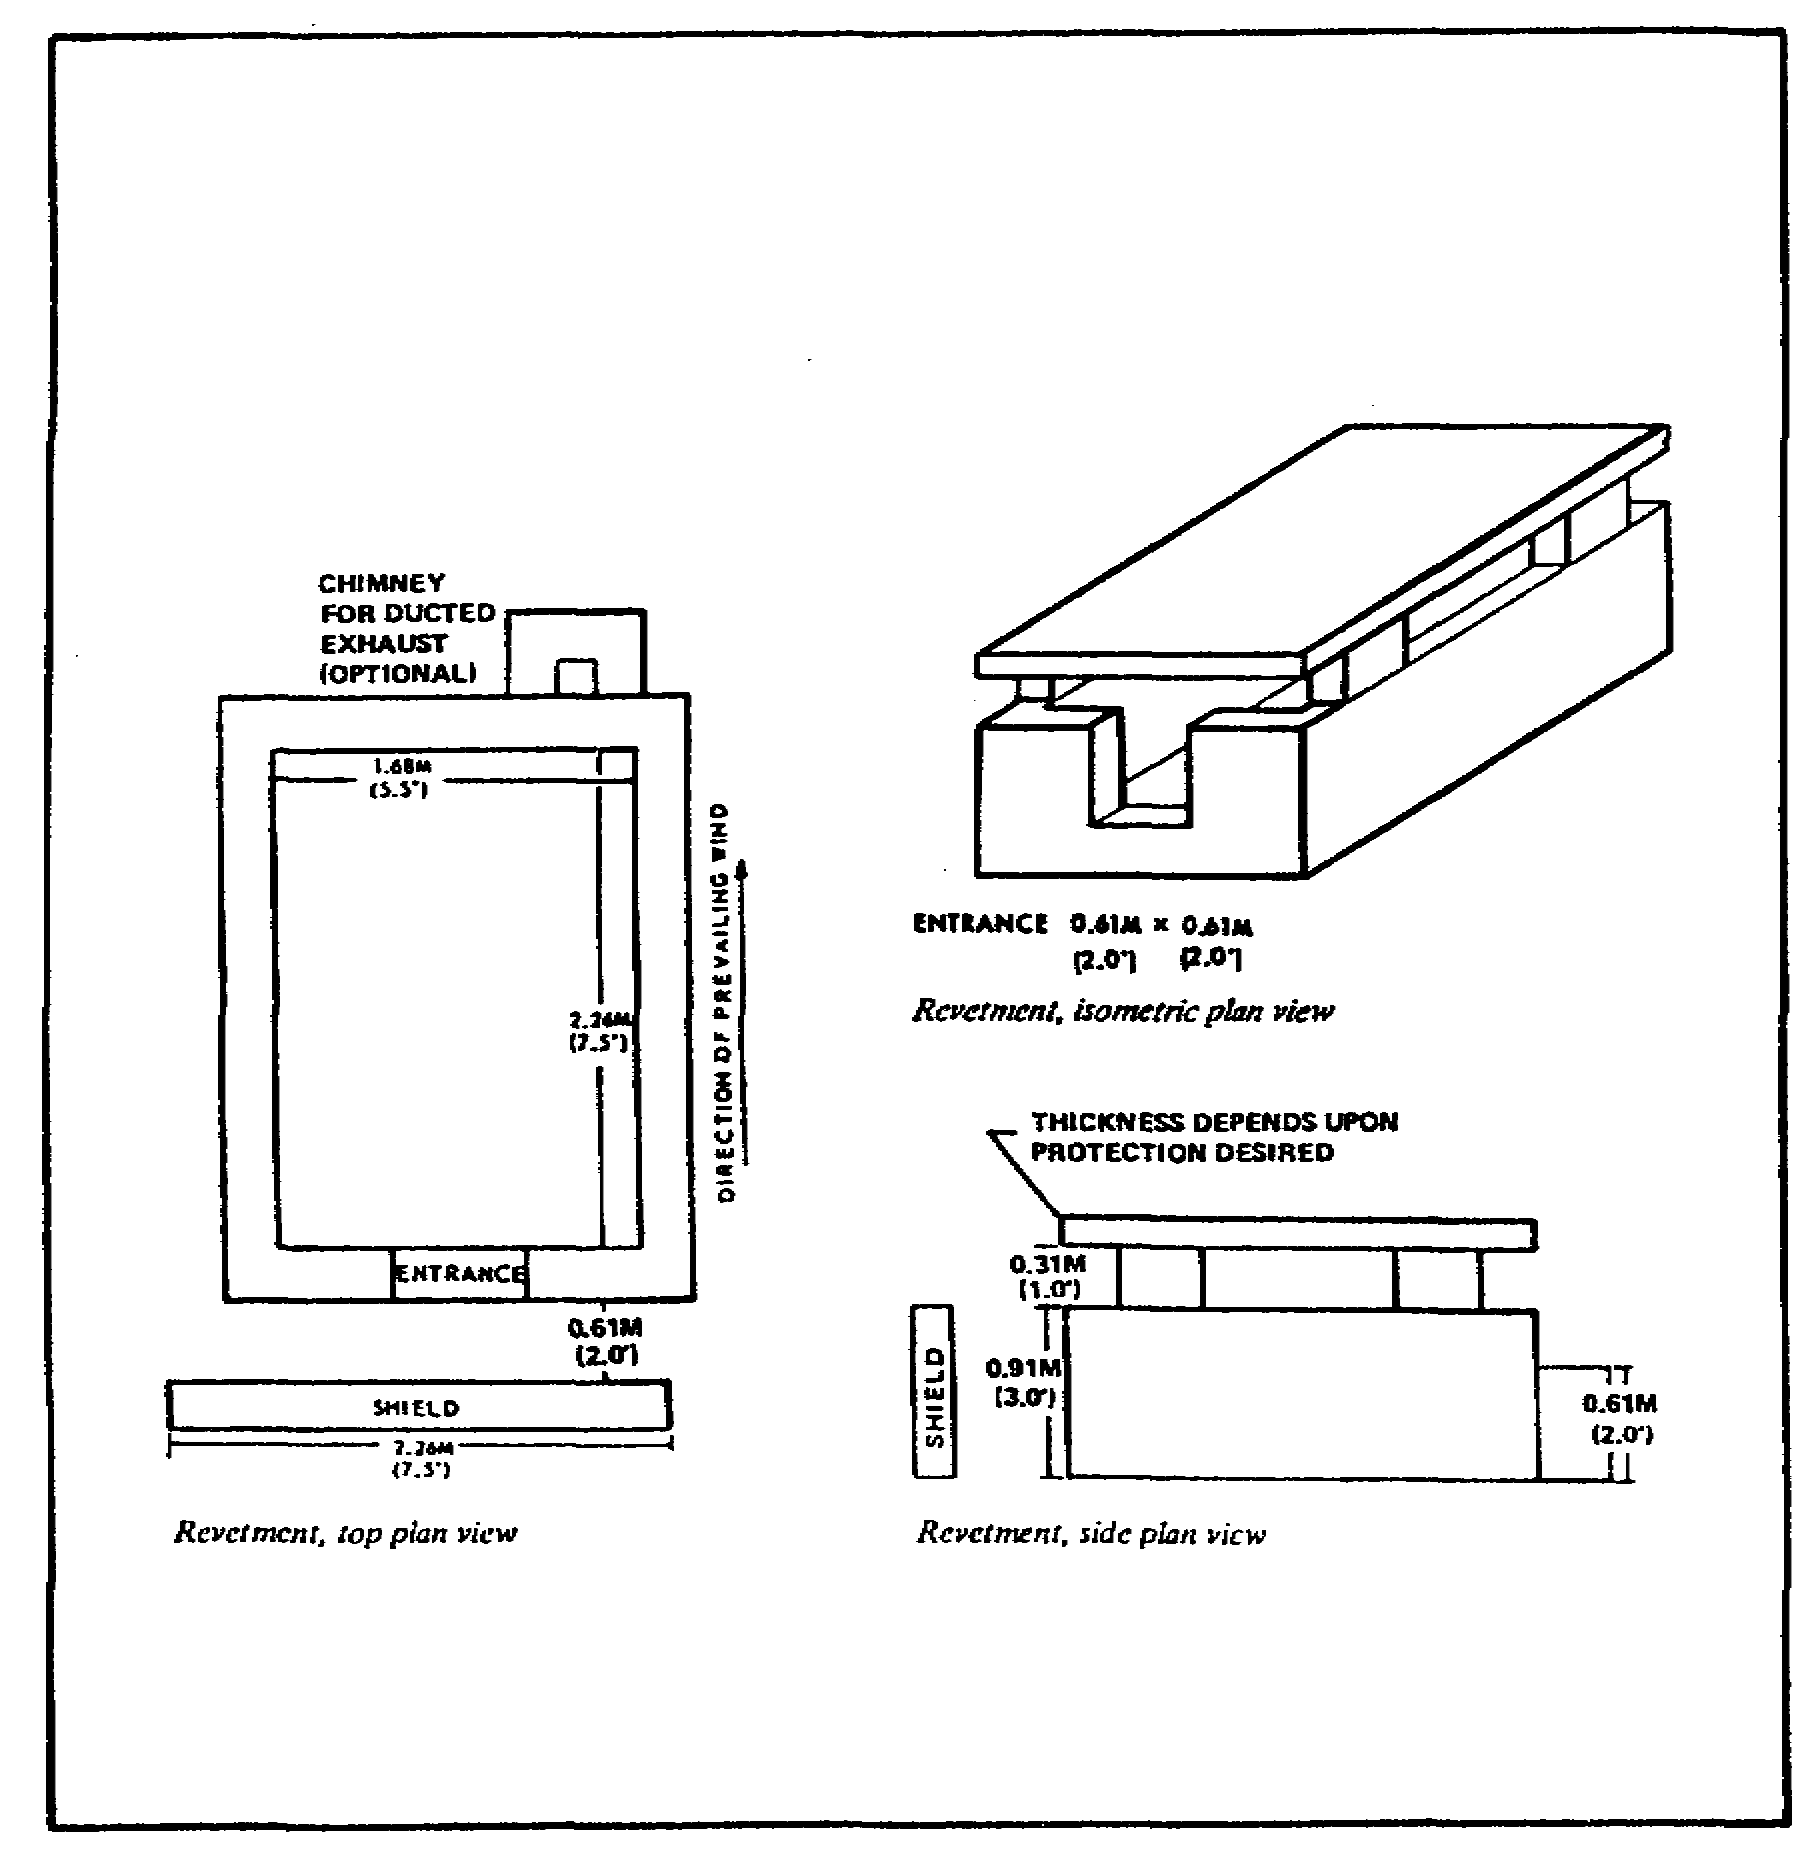 CHIMNEY
FOR DUCTED
EXHAUST
(OPTIONAL)
1.68M
(5.5')
DIRECTION OF PREVAILING WIND
2.26M
(7.5')
ENTRANCE
0.61M
(2.0')
SHIELD
2.26M
(7.5')
Revetment, top plan view
ENTRANCE 0.61M × 0.61M
(2.0') (2.0')
Revetment, isometric plan view
THICKNESS DEPENDS UPON
PROTECTION DESIRED
0.31M
(1.0')
SHIELD
0.91M
(3.0')
0.61M
(2.0')
Revetment, side plan view